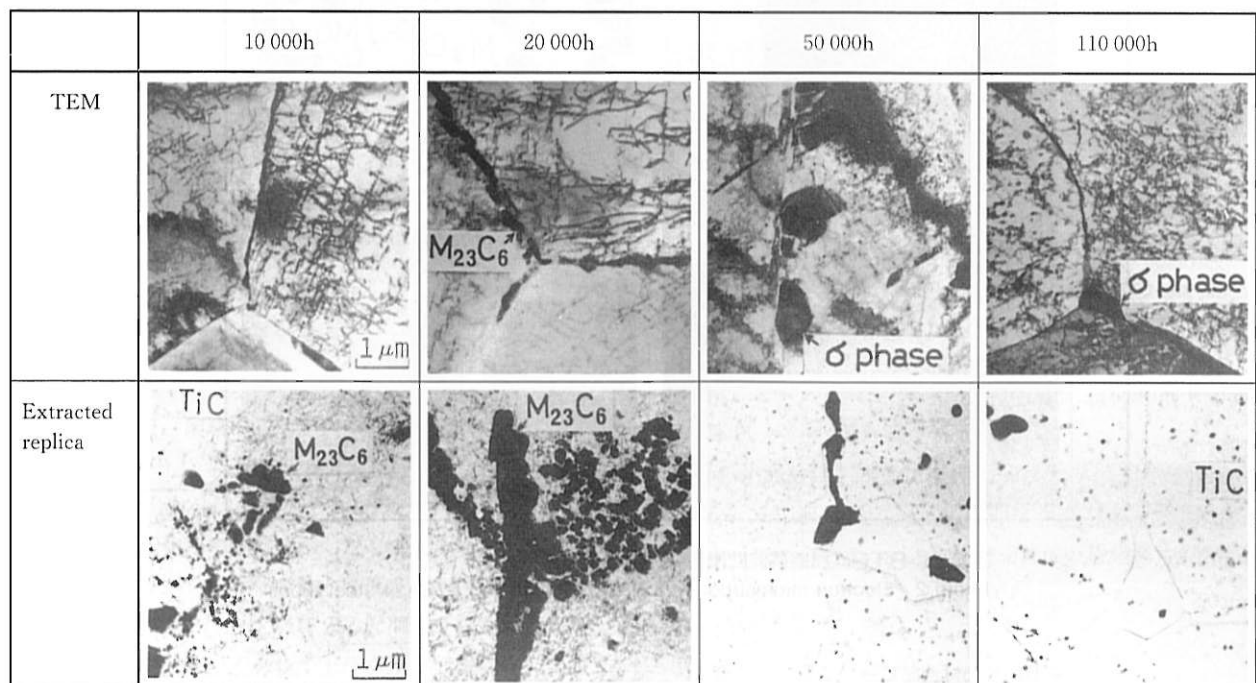 10 000h
20 000h
50 000h
110 000h
TEM
1 μm
M₂₃C₆
σ phase
σ phase
Extracted
replica
TiC
M₂₃C₆
1 μm
M₂₃C₆
TiC